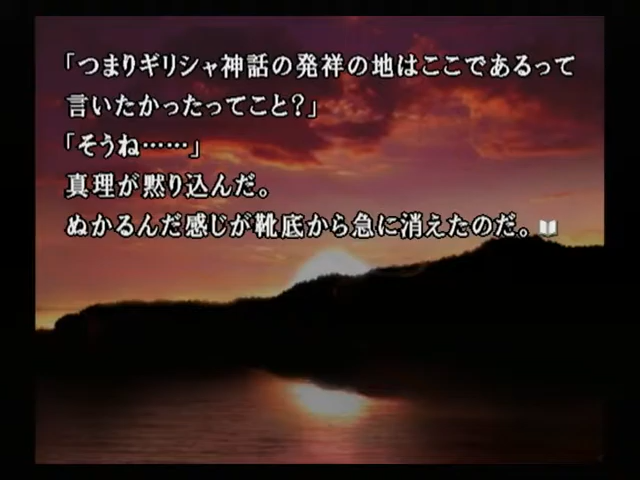 「つまりギリシャ神話の発祥の地はここであるって
言いたかったってこと？」
「そうね……」
真理が黙り込んだ。
ぬかるんだ感じが靴底から急に消えたのだ。